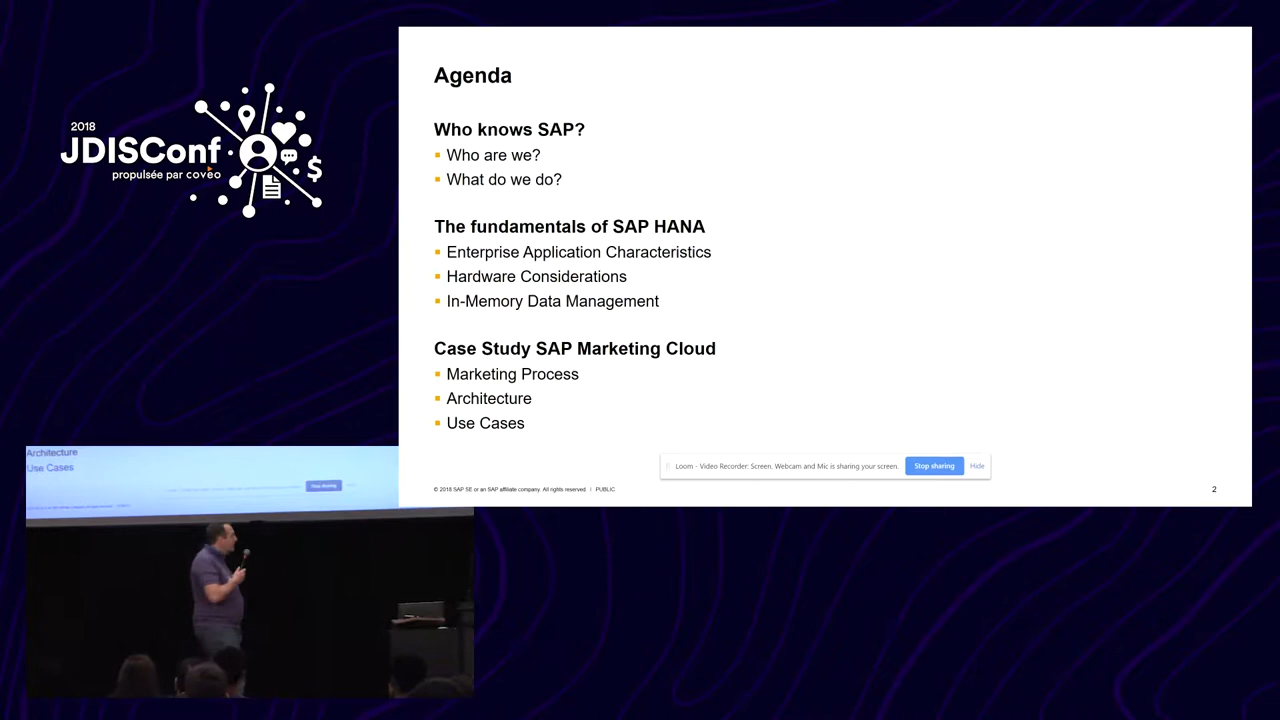 2018
JDISConf
propulsée par coveo
Agenda
Who knows SAP?
Who are we?
What do we do?
The fundamentals of SAP HANA
Enterprise Application Characteristics
Hardware Considerations
In-Memory Data Management
Case Study SAP Marketing Cloud
Marketing Process
Architecture
Use Cases
Loom - Video Recorder: Screen, Webcam and Mic is sharing your screen. Stop sharing Hide
© 2018 SAP SE or an SAP affiliate company. All rights reserved. | PUBLIC 2
Architecture
Use Cases
Stop sharing